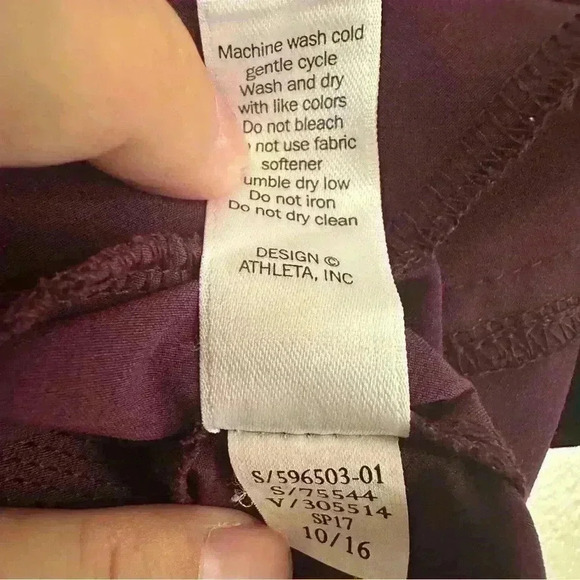 Machine wash cold
gentle cycle
Wash and dry
with like colors
Do not bleach
not use fabric
softener
umble dry low
Do not iron
Do not dry clean
DESIGN ©
ATHLETA, INC
S/596503-01
S/75544
V/305514
SP17
10/16